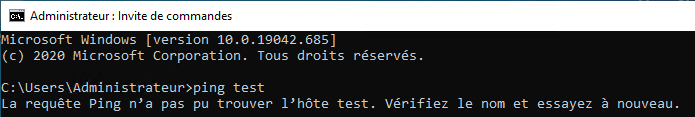 Administrateur : Invite de commandes
Microsoft Windows [version 10.0.19042.685]
(c) 2020 Microsoft Corporation. Tous droits réservés.
C:\Users\Administrateur>ping test
La requête Ping n’a pas pu trouver l’hôte test. Vérifiez le nom et essayez à nouveau.